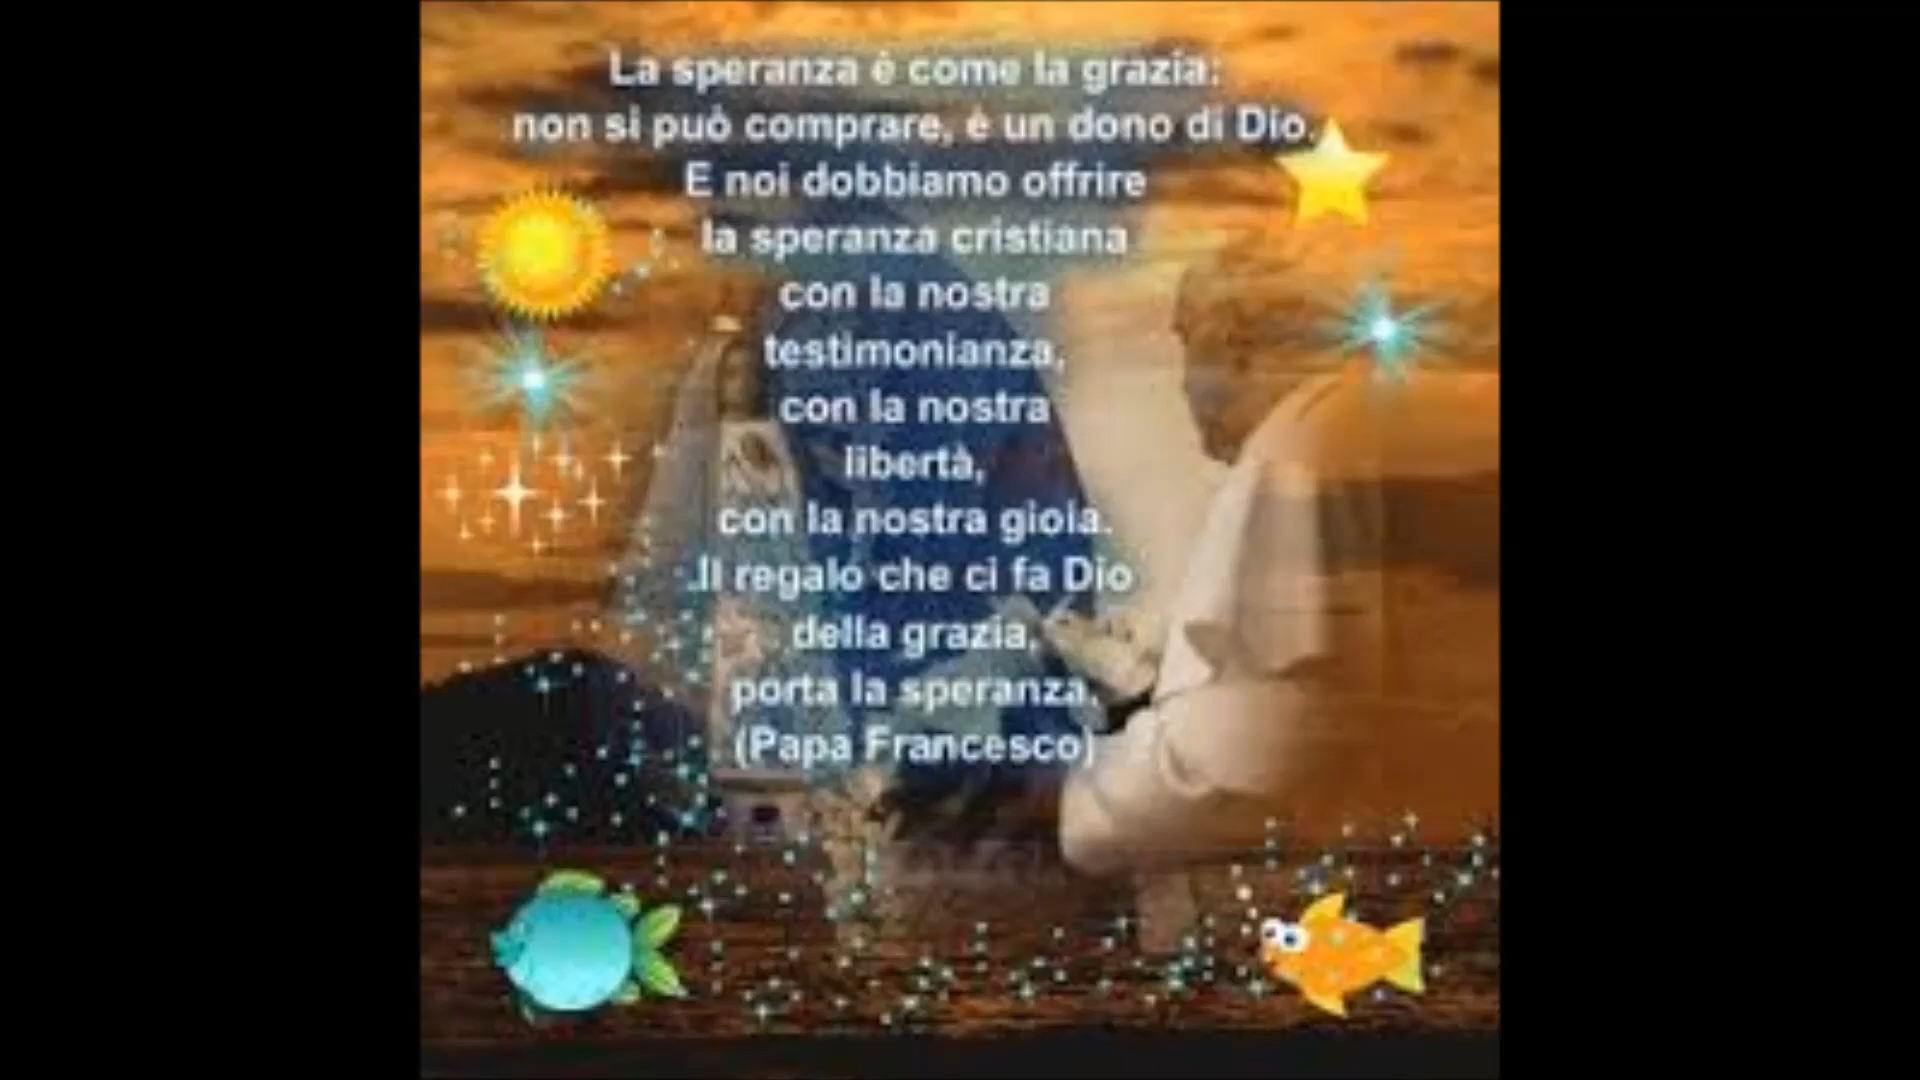 La speranza è come la grazia:
non si può comprare, è un dono di Dio.
E noi dobbiamo offrire
la speranza cristiana
con la nostra
testimonianza,
con la nostra
libertà,
con la nostra gioia.
.Il regalo che ci fa Dio
della grazia,
porta la speranza.
(Papa Francesco)